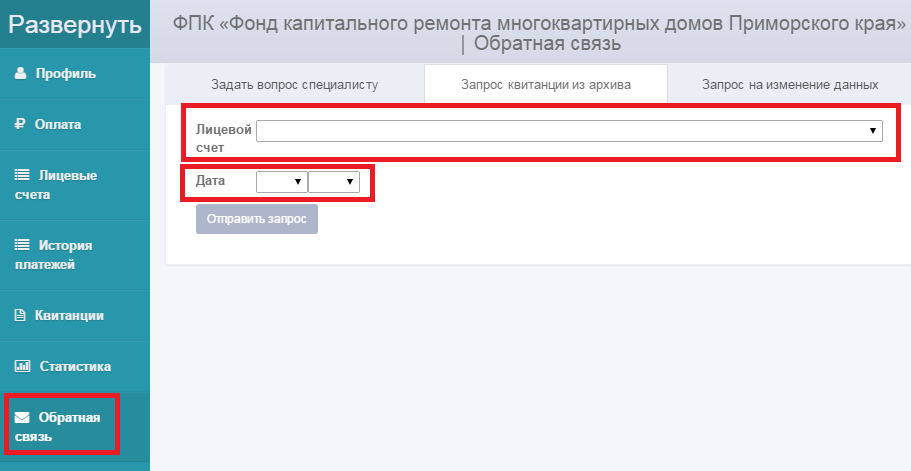 Развернуть
ФПК «Фонд капитального ремонта многоквартирных домов Приморского края»
| Обратная связь
Профиль
Оплата
Лицевые
счета
История
платежей
Квитанции
Статистика
Обратная
связь
Задать вопрос специалисту
Запрос квитанции из архива
Запрос на изменение данных
Лицевой
счет
Дата
Отправить запрос